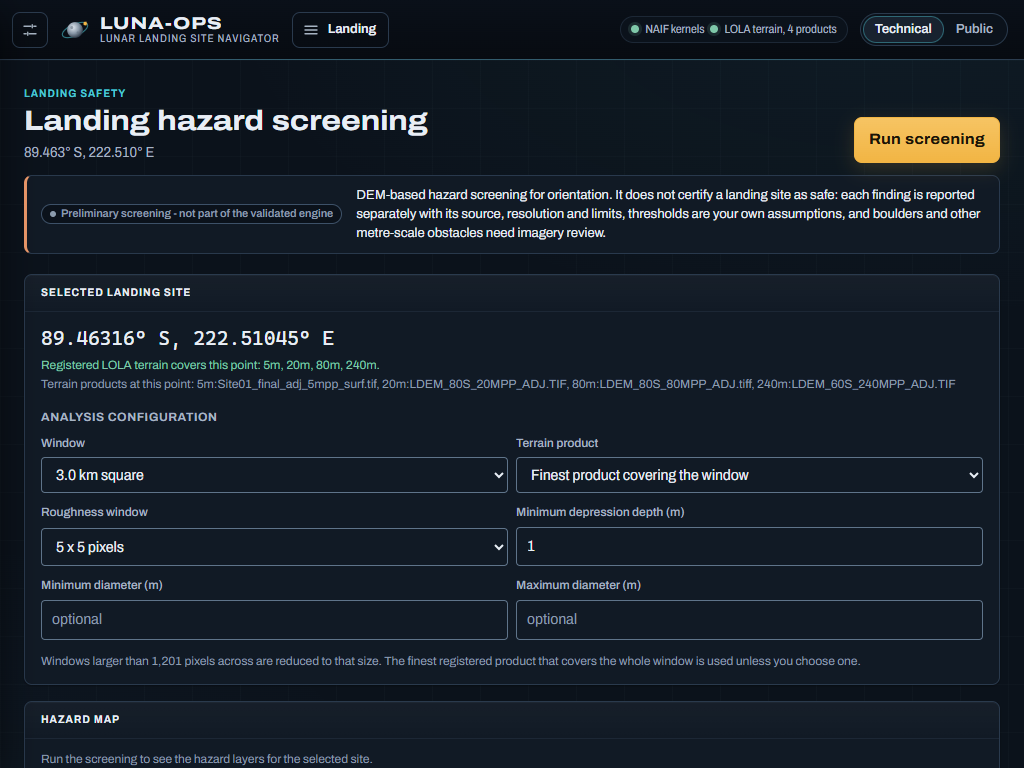 LUNA-OPS
LUNAR LANDING SITE NAVIGATOR
Landing
NAIF kernels
LOLA terrain, 4 products
Technical
Public
LANDING SAFETY
Landing hazard screening
89.463° S, 222.510° E
Run screening
Preliminary screening - not part of the validated engine
DEM-based hazard screening for orientation. It does not certify a landing site as safe: each finding is reported
separately with its source, resolution and limits, thresholds are your own assumptions, and boulders and other
metre-scale obstacles need imagery review.
SELECTED LANDING SITE
89.46316° S, 222.51045° E
Registered LOLA terrain covers this point: 5m, 20m, 80m, 240m.
Terrain products at this point: 5m:Site01_final_adj_5mpp_surf.tif, 20m:LDEM_80S_20MPP_ADJ.TIF, 80m:LDEM_80S_80MPP_ADJ.tiff, 240m:LDEM_60S_240MPP_ADJ.TIF
ANALYSIS CONFIGURATION
Window
Terrain product
3.0 km square
Finest product covering the window
Roughness window
Minimum depression depth (m)
5 x 5 pixels
1
Minimum diameter (m)
Maximum diameter (m)
optional
optional
Windows larger than 1,201 pixels across are reduced to that size. The finest registered product that covers the whole window is used unless you choose one.
HAZARD MAP
Run the screening to see the hazard layers for the selected site.